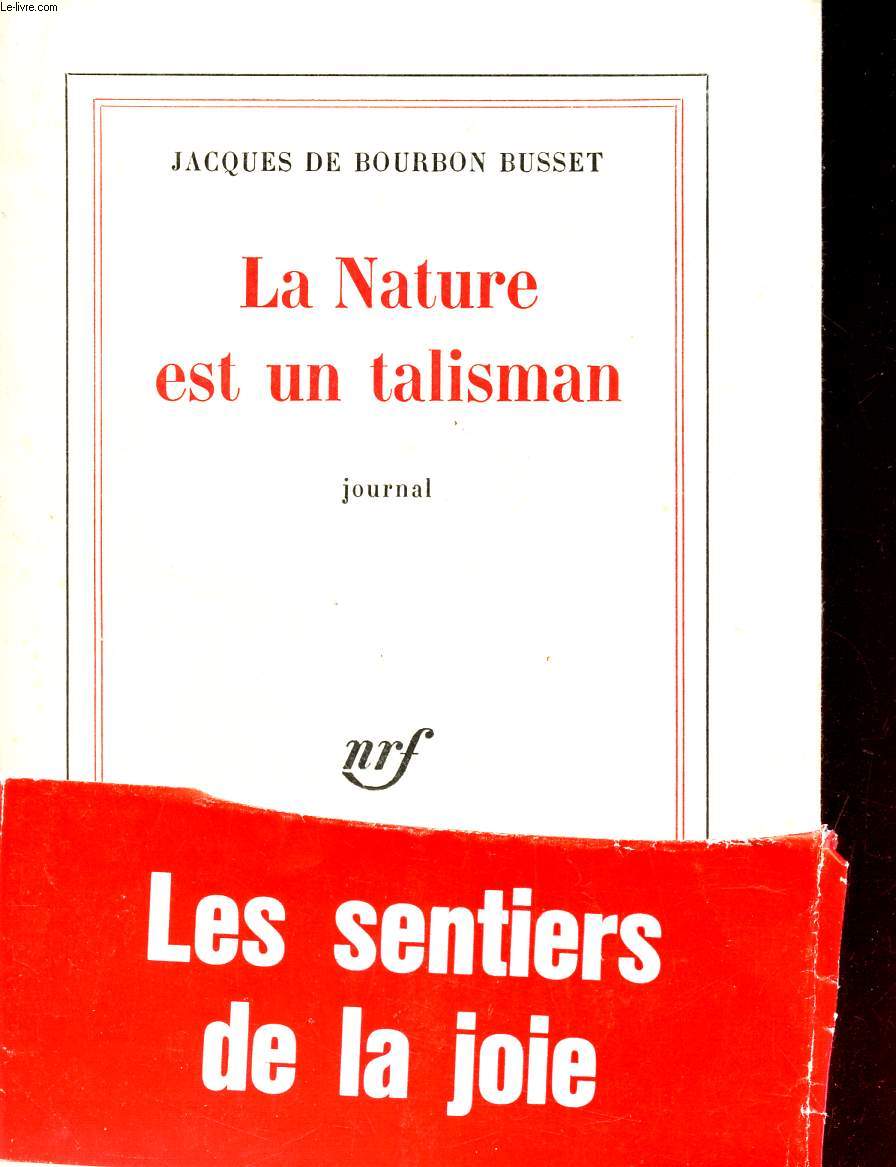 Le-livre.com
JACQUES DE BOURBON BUSSET
La Nature
est un talisman
journal
nrf
Les sentiers
de la joie